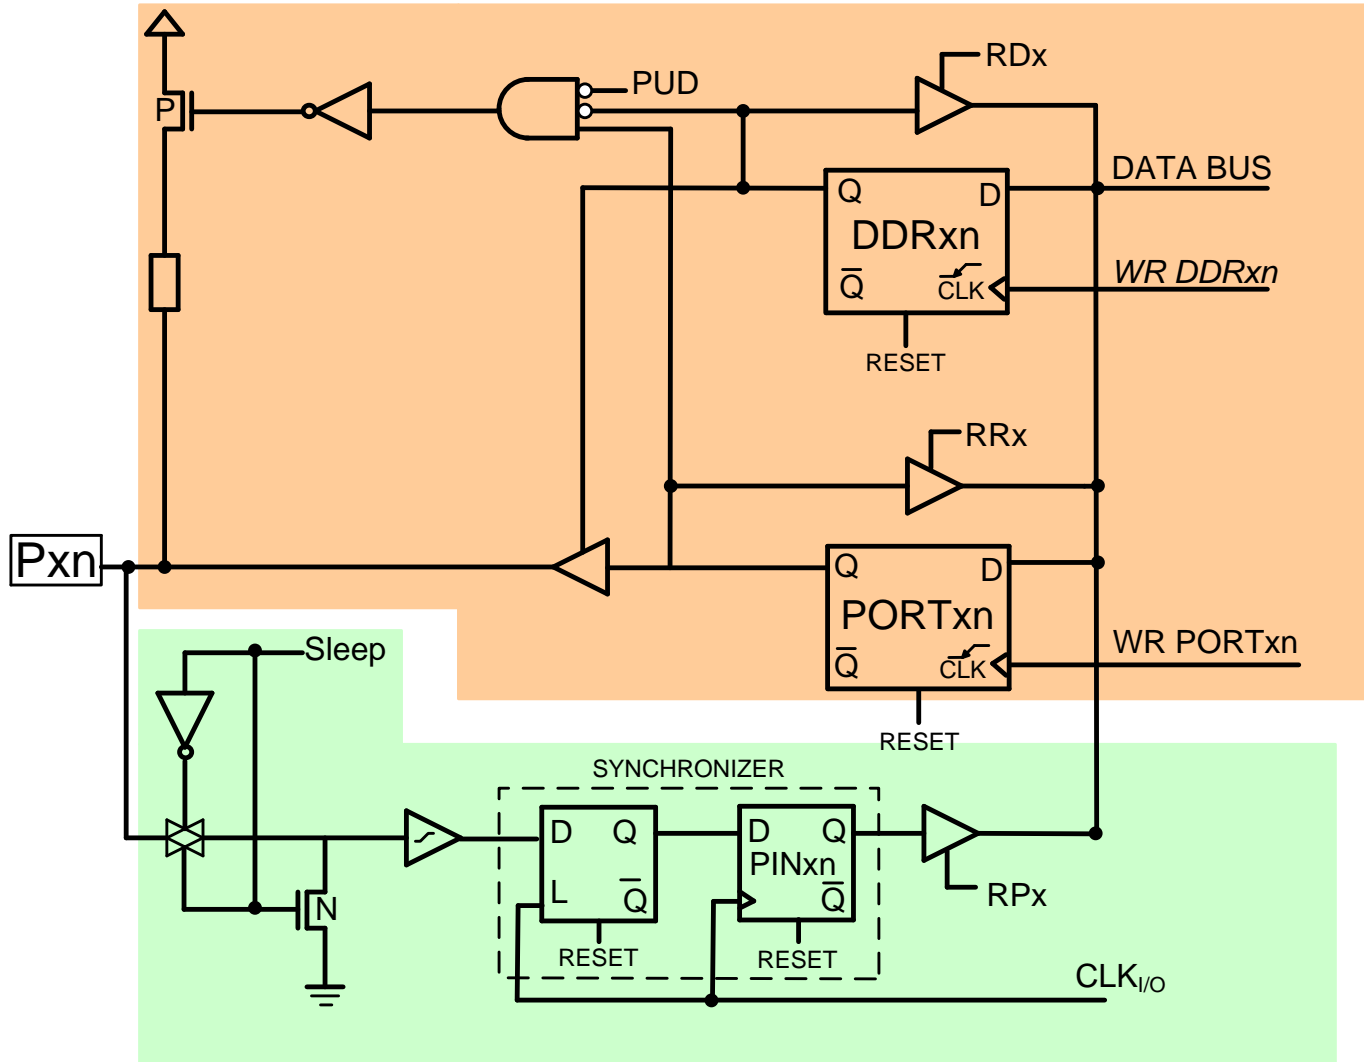 RDx
PUD
P
DATA BUS
Q D
DDRxn
WR DDRxn
Q CLK
RESET
RRx
Pxn
Q D
PORTxn
Sleep
WR PORTxn
Q CLK
RESET
SYNCHRONIZER
D Q
D Q
PINxn
L Q
Q
RPx
N
RESET
RESET
CLKI/O